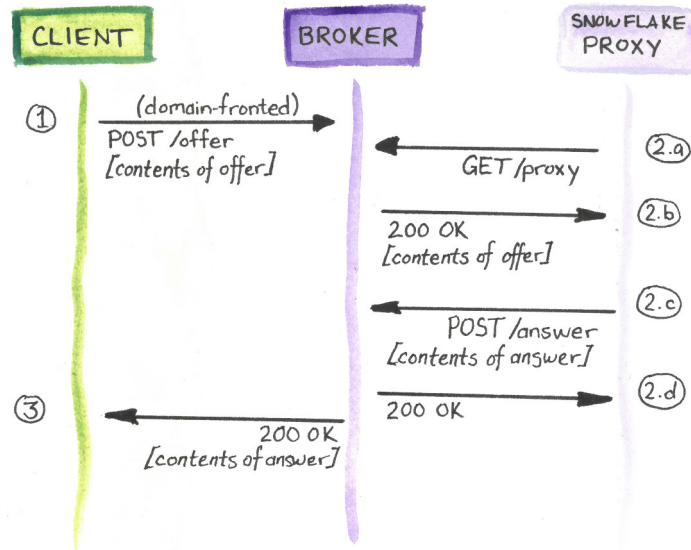 CLIENT
BROKER
SNOWFLAKE
PROXY
1
(domain-fronted)
POST /offer
[contents of offer]
2.a
GET /proxy
2.b
200 OK
[contents of offer]
2.c
POST /answer
[contents of answer]
2.d
200 OK
3
200 OK
[contents of answer]